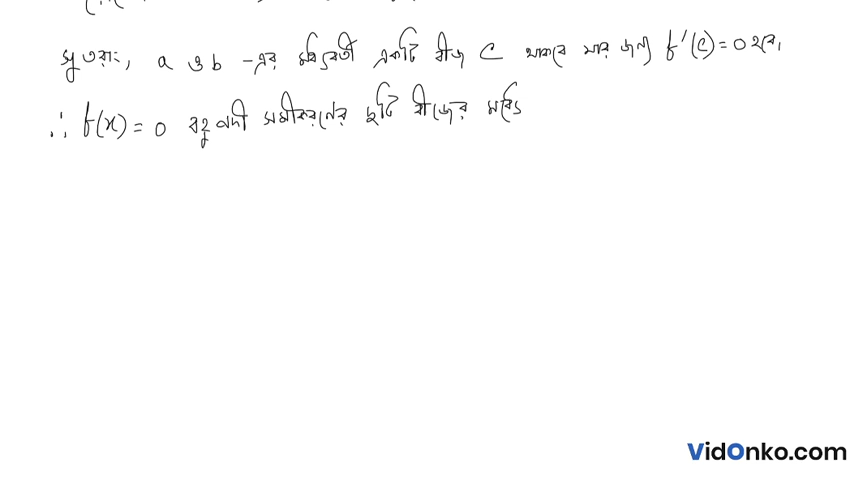 সুতরাং, a ও b -এর মধ্যবর্তী একটি বীজ c থাকবে যার জন্য f'(c) = 0 হবে।
∴ f(x) = 0 বহুপদী সমীকরণের দুটি বীজের মধ্যে
VidOnko.com